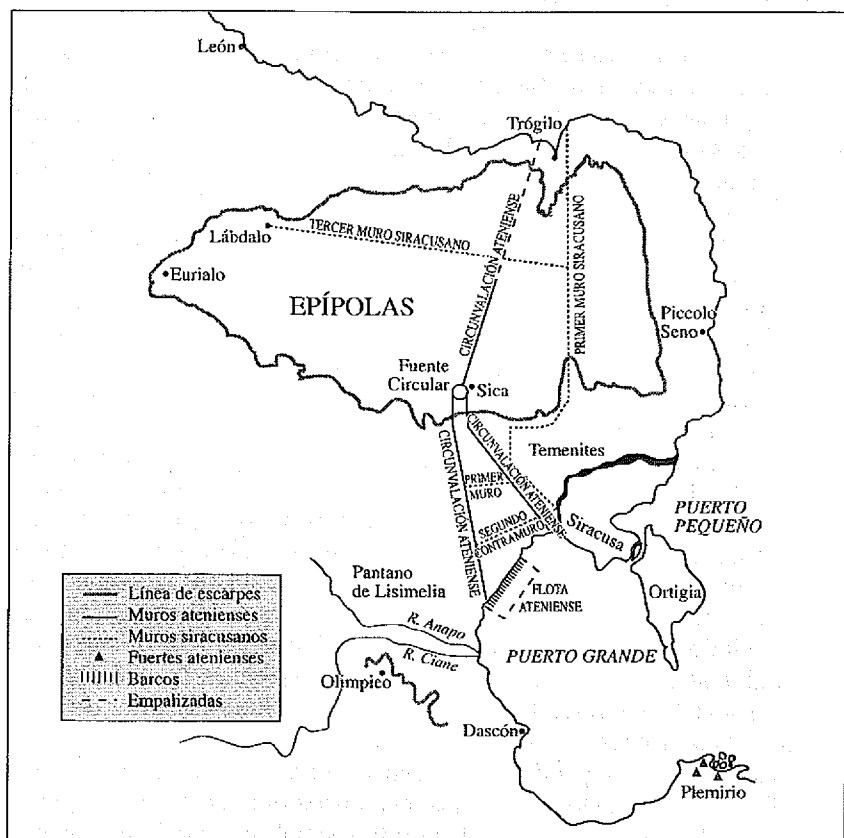 León
Trógilo
CIRCUNVALACIÓN ATENIENSE
PRIMER MURO SIRACUSANO
TERCER MURO SIRACUSANO
Lábdalo
Eurialo
EPÍPOLAS
Piccolo
Seno
Fuente
Circular
Sica
CIRCUNVALACIÓN ATENIENSE
CIRCUNVALACIÓN ATENIENSE
Temenites
PRIMER
MURO
SEGUNDO
CONTRAMURO
Siracusa
PUERTO
PEQUEÑO
Pantano
de Lisimelia
FLOTA
ATENIENSE
Ortigia
R. Anapo
R. Ciane
PUERTO GRANDE
Olímpico
Dascón
Plemirio
Línea de escarpes
Muros atenienses
Muros siracusanos
Fuertes atenienses
Barcos
Empalizadas